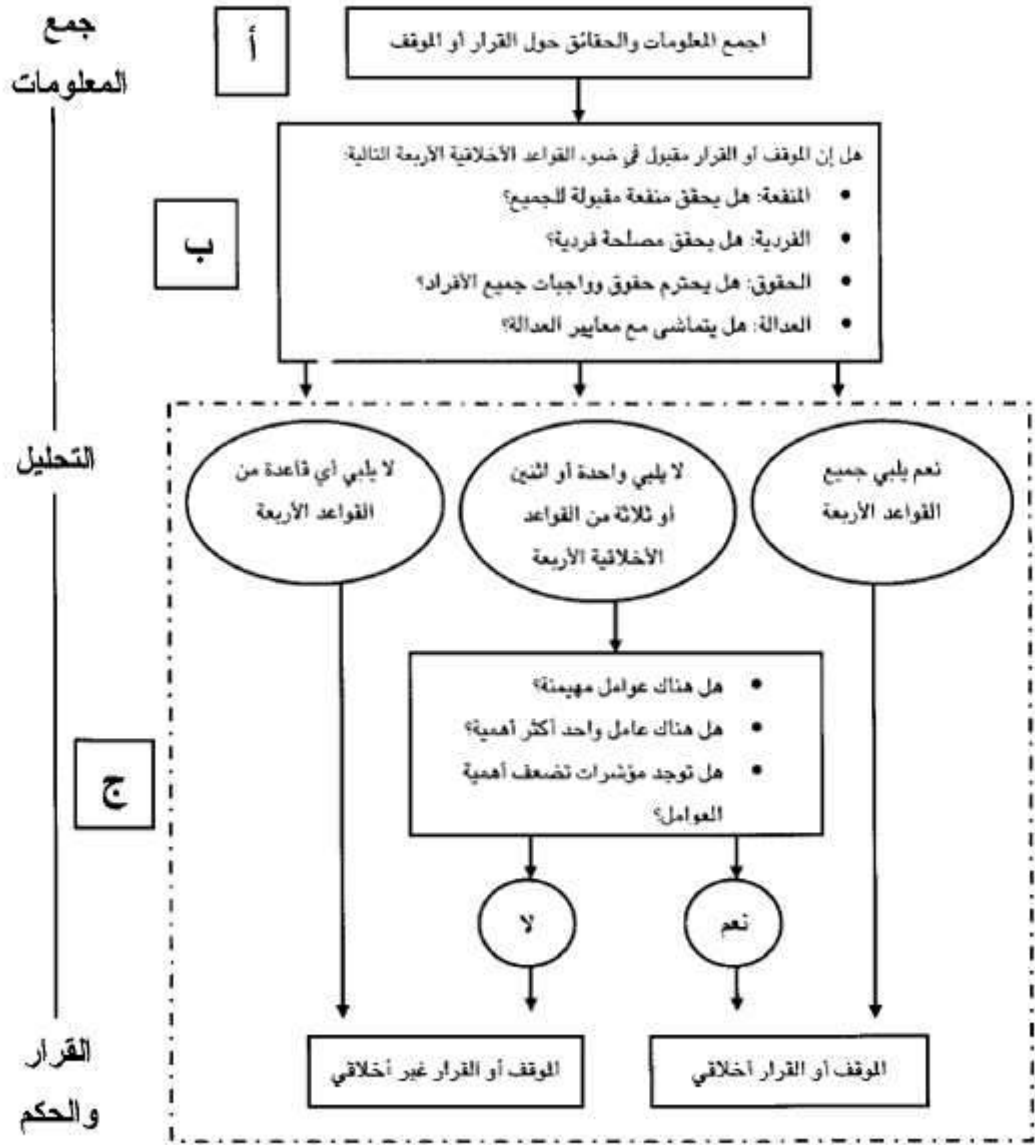 جمع
المعلومات
أ
اجمع المعلومات والحقائق حول القرار أو الموقف
هل إن الموقف أو القرار مقبول في ضوء القواعد الأخلاقية الأربعة التالية:
• المنفعة: هل يحقق منفعة مقبولة للجميع؟
• الفردية: هل يحقق مصلحة فردية؟
• الحقوق: هل يحترم حقوق وواجبات جميع الأفراد؟
• العدالة: هل يتماشى مع معايير العدالة؟
ب
التحليل
نعم يلبي جميع
القواعد الأربعة
لا يلبي واحدة أو اثنين
أو ثلاثة من القواعد
الأخلاقية الأربعة
لا يلبي أي قاعدة من
القواعد الأربعة
• هل هناك عوامل مهيمنة؟
• هل هناك عامل واحد أكثر أهمية؟
• هل توجد مؤشرات تضعف أهمية
العوامل؟
ج
نعم
لا
الموقف أو القرار أخلاقي
الموقف أو القرار غير أخلاقي
القرار
والحكم